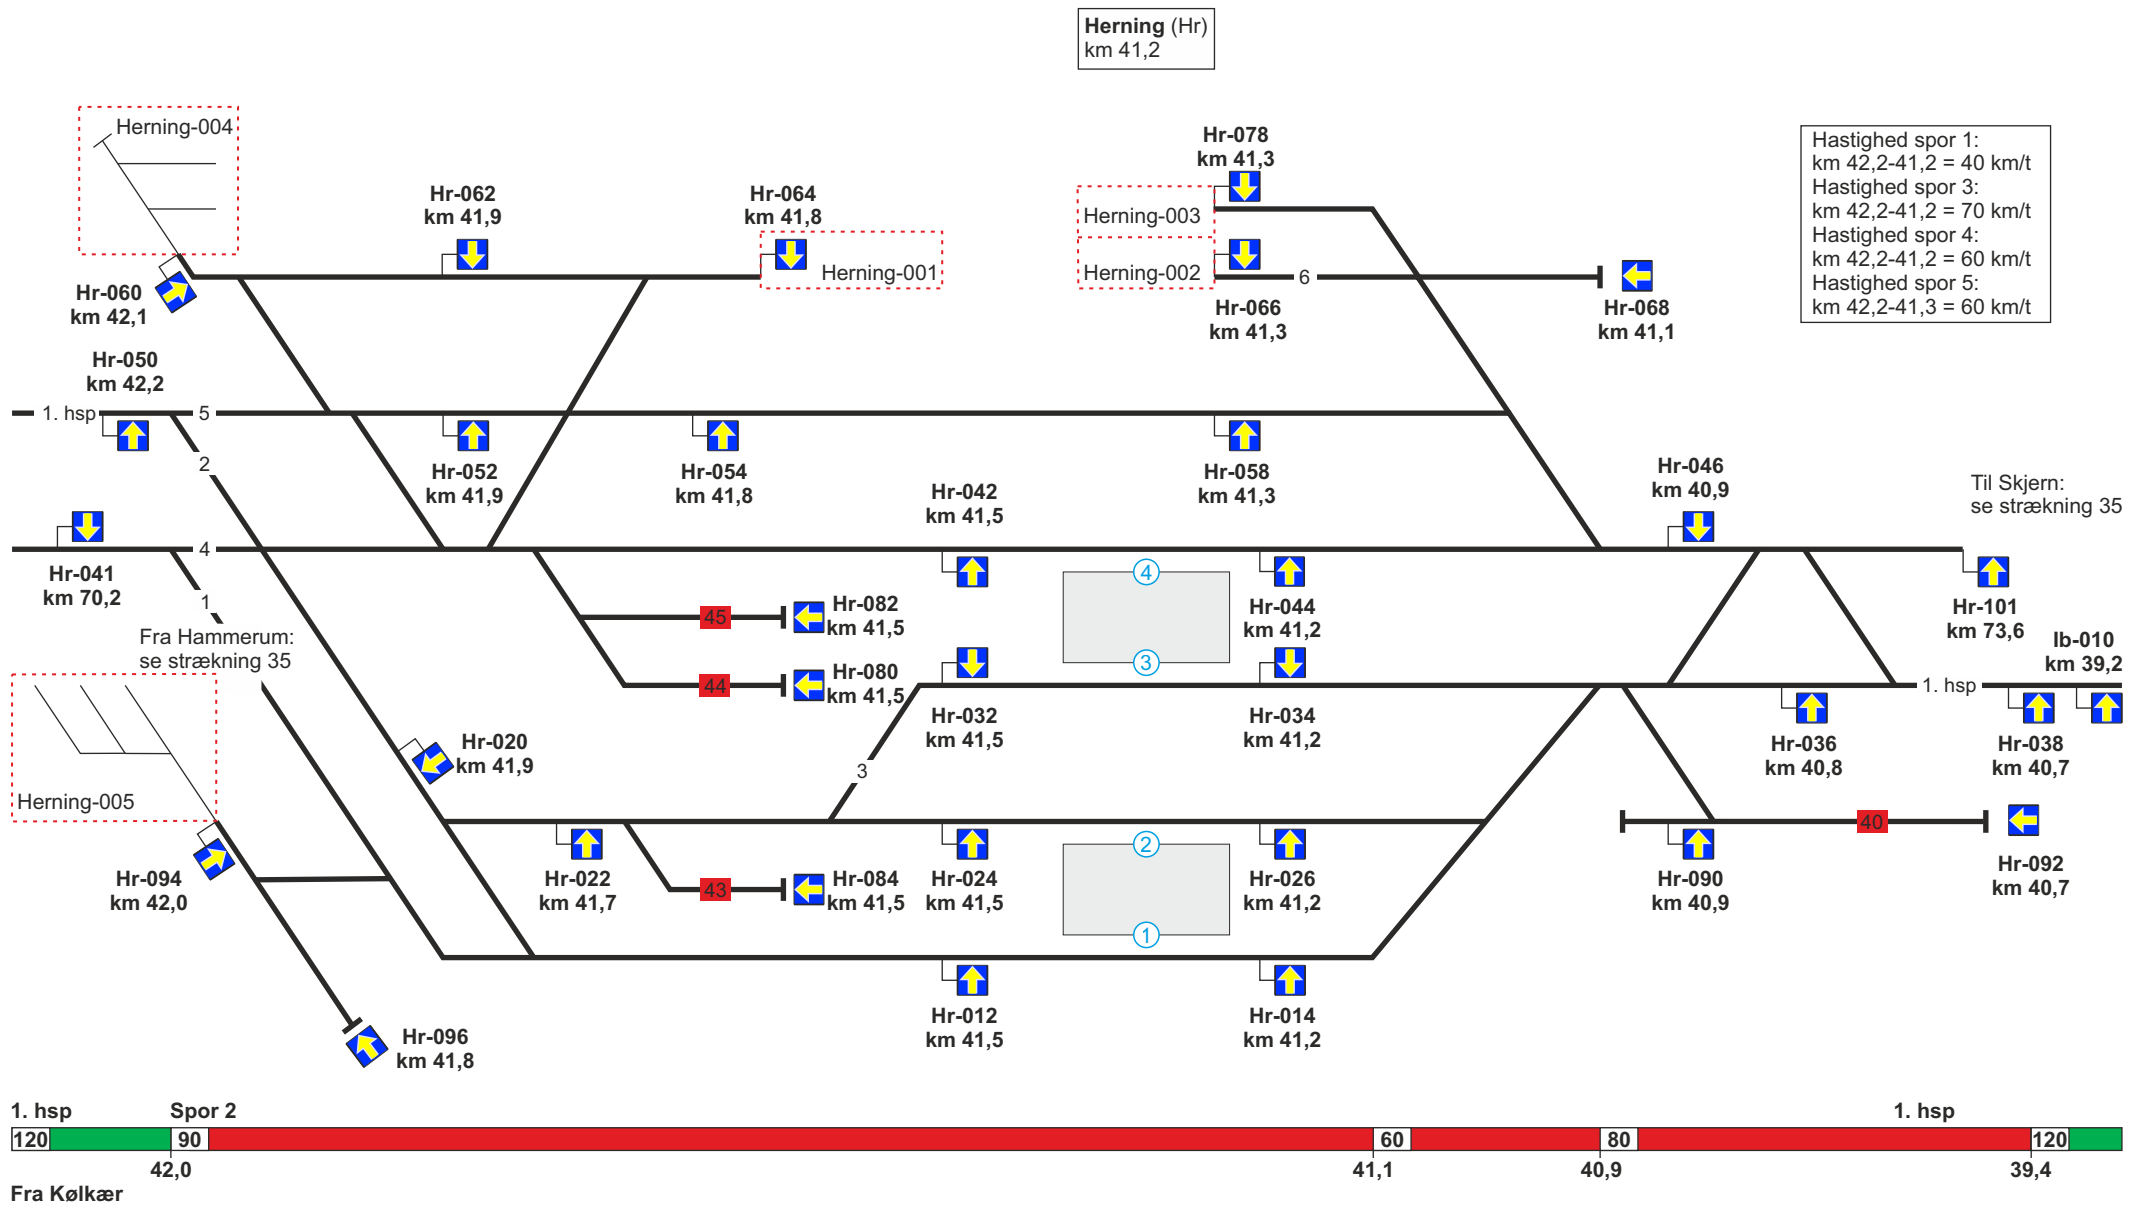 Herning (Hr)
km 41,2
Herning-004
Hr-078
km 41,3
Hastighed spor 1:
km 42,2-41,2 = 40 km/t
Hastighed spor 3:
km 42,2-41,2 = 70 km/t
Hastighed spor 4:
km 42,2-41,2 = 60 km/t
Hastighed spor 5:
km 42,2-41,3 = 60 km/t
Hr-062
km 41,9
Hr-064
km 41,8
Herning-003
Herning-001
Herning-002
6
Hr-060
km 42,1
Hr-066
km 41,3
Hr-068
km 41,1
Hr-050
km 42,2
1. hsp
5
2
Hr-052
km 41,9
Hr-054
km 41,8
Hr-058
km 41,3
Hr-042
km 41,5
Hr-046
km 40,9
Til Skjern:
se strækning 35
4
Hr-041
km 70,2
1
4
Hr-082
km 41,5
45
Hr-044
km 41,2
Hr-101
km 73,6
Fra Hammerum:
se strækning 35
3
Ib-010
km 39,2
44
Hr-080
km 41,5
1. hsp
Hr-032
km 41,5
Hr-034
km 41,2
Hr-036
km 40,8
Hr-038
km 40,7
Hr-020
km 41,9
3
Herning-005
40
2
Hr-094
km 42,0
Hr-022
km 41,7
43
Hr-084
km 41,5
Hr-024
km 41,5
Hr-026
km 41,2
Hr-090
km 40,9
Hr-092
km 40,7
1
Hr-012
km 41,5
Hr-014
km 41,2
Hr-096
km 41,8
1. hsp
Spor 2
1. hsp
120
90
60
80
120
42,0
41,1
40,9
39,4
Fra Kølkær